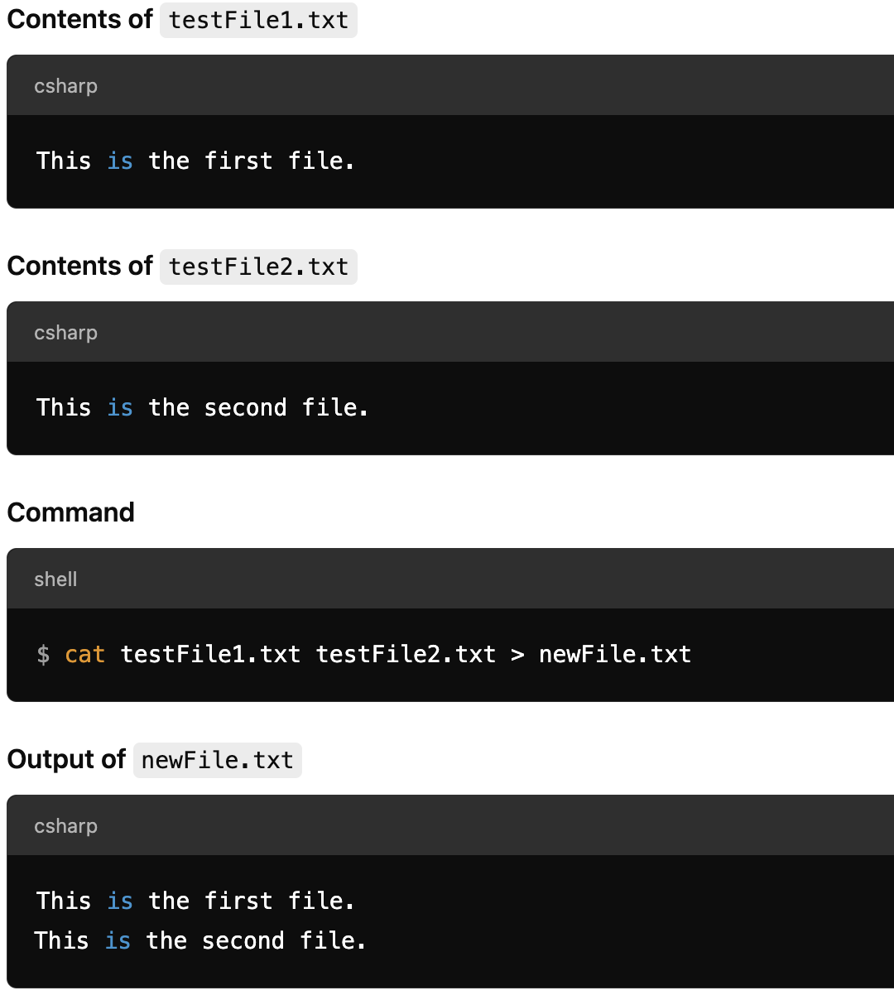 Contents of testFile1.txt
csharp
This is the first file.
Contents of testFile2.txt
csharp
This is the second file.
Command
shell
$ cat testFile1.txt testFile2.txt > newFile.txt
Output of newFile.txt
csharp
This is the first file.
This is the second file.